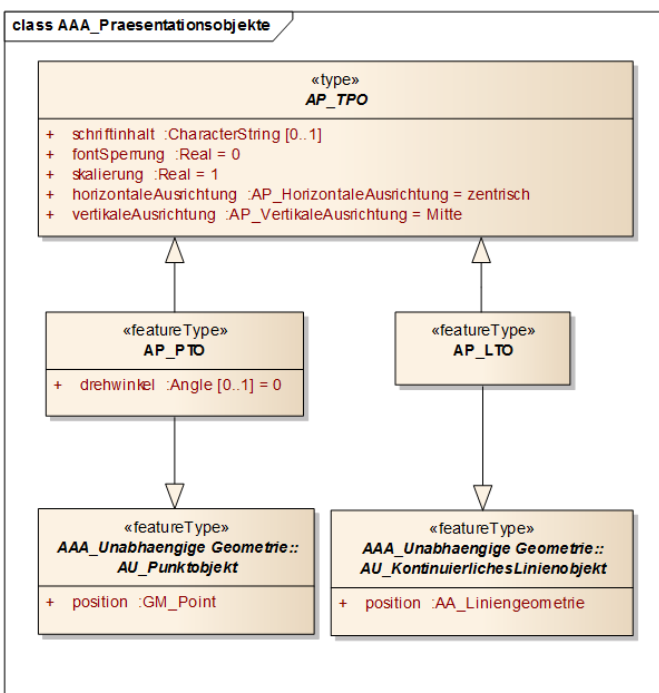 class AAA_Praesentationsobjekte
«type»
AP_TPO
+ schriftinhalt :CharacterString [0..1]
+ fontSperrung :Real = 0
+ skalierung :Real = 1
+ horizontaleAusrichtung :AP_HorizontaleAusrichtung = zentrisch
+ vertikaleAusrichtung :AP_VertikaleAusrichtung = Mitte
«featureType»
AP_PTO
+ drehwinkel :Angle [0..1] = 0
«featureType»
AP_LTO
«featureType»
AAA_Unabhaengige Geometrie::
AU_Punktobjekt
+ position :GM_Point
«featureType»
AAA_Unabhaengige Geometrie::
AU_KontinuierlichesLinienobjekt
+ position :AA_Liniengeometrie